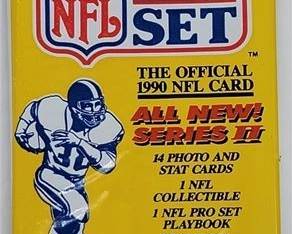 NFL
SET
TM
THE OFFICIAL
1990 NFL CARD
ALL NEW!
SERIES II
14 PHOTO AND
STAT CARDS
1 NFL
COLLECTIBLE
1 NFL PRO SET
PLAYBOOK